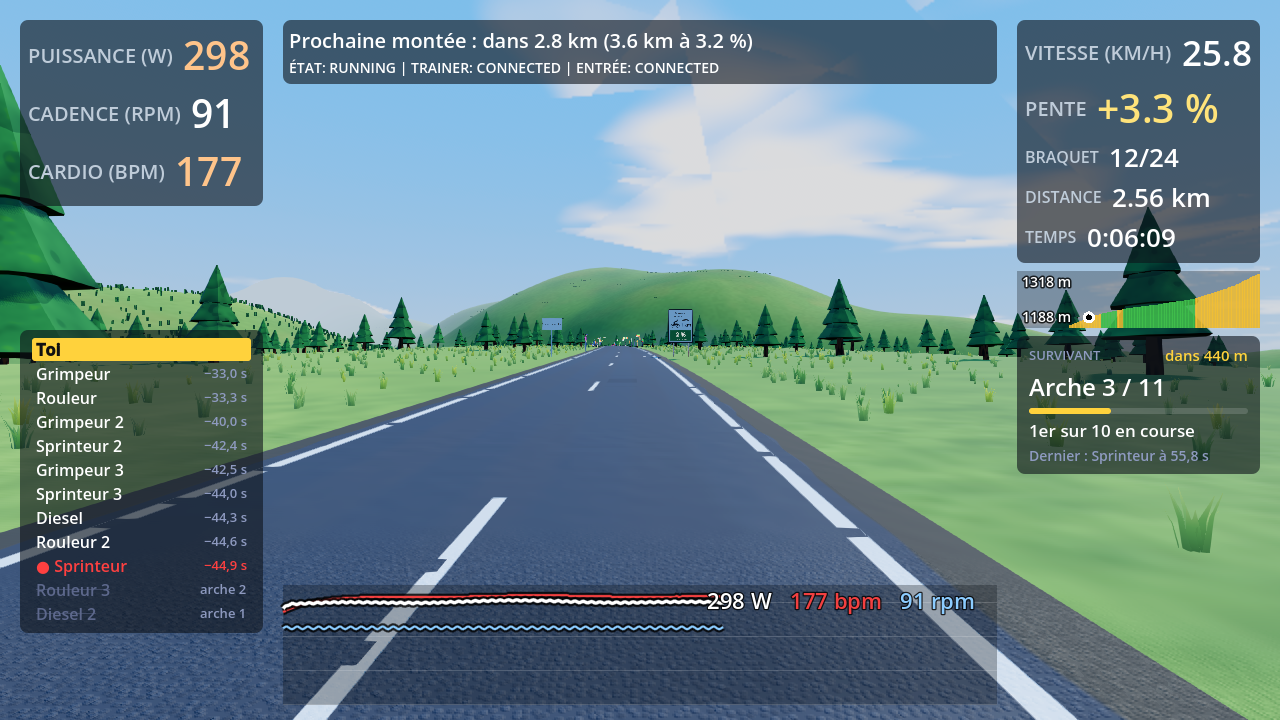 PUISSANCE (W) 298
CADENCE (RPM) 91
CARDIO (BPM) 177
Prochaine montée : dans 2.8 km (3.6 km à 3.2 %)
ÉTAT: RUNNING | TRAINER: CONNECTED | ENTRÉE: CONNECTED
VITESSE (KM/H) 25.8
PENTE +3.3 %
BRAQUET 12/24
DISTANCE 2.56 km
TEMPS 0:06:09
1318 m
1188 m
SURVIVANT dans 440 m
Arche 3 / 11
1er sur 10 en course
Dernier : Sprinteur à 55,8 s
Toi
Grimpeur −33,0 s
Rouleur −33,3 s
Grimpeur 2 −40,0 s
Sprinteur 2 −42,4 s
Grimpeur 3 −42,5 s
Sprinteur 3 −44,0 s
Diesel −44,3 s
Rouleur 2 −44,6 s
Sprinteur −44,9 s
Rouleur 3 arche 2
Diesel 2 arche 1
298 W 177 bpm 91 rpm